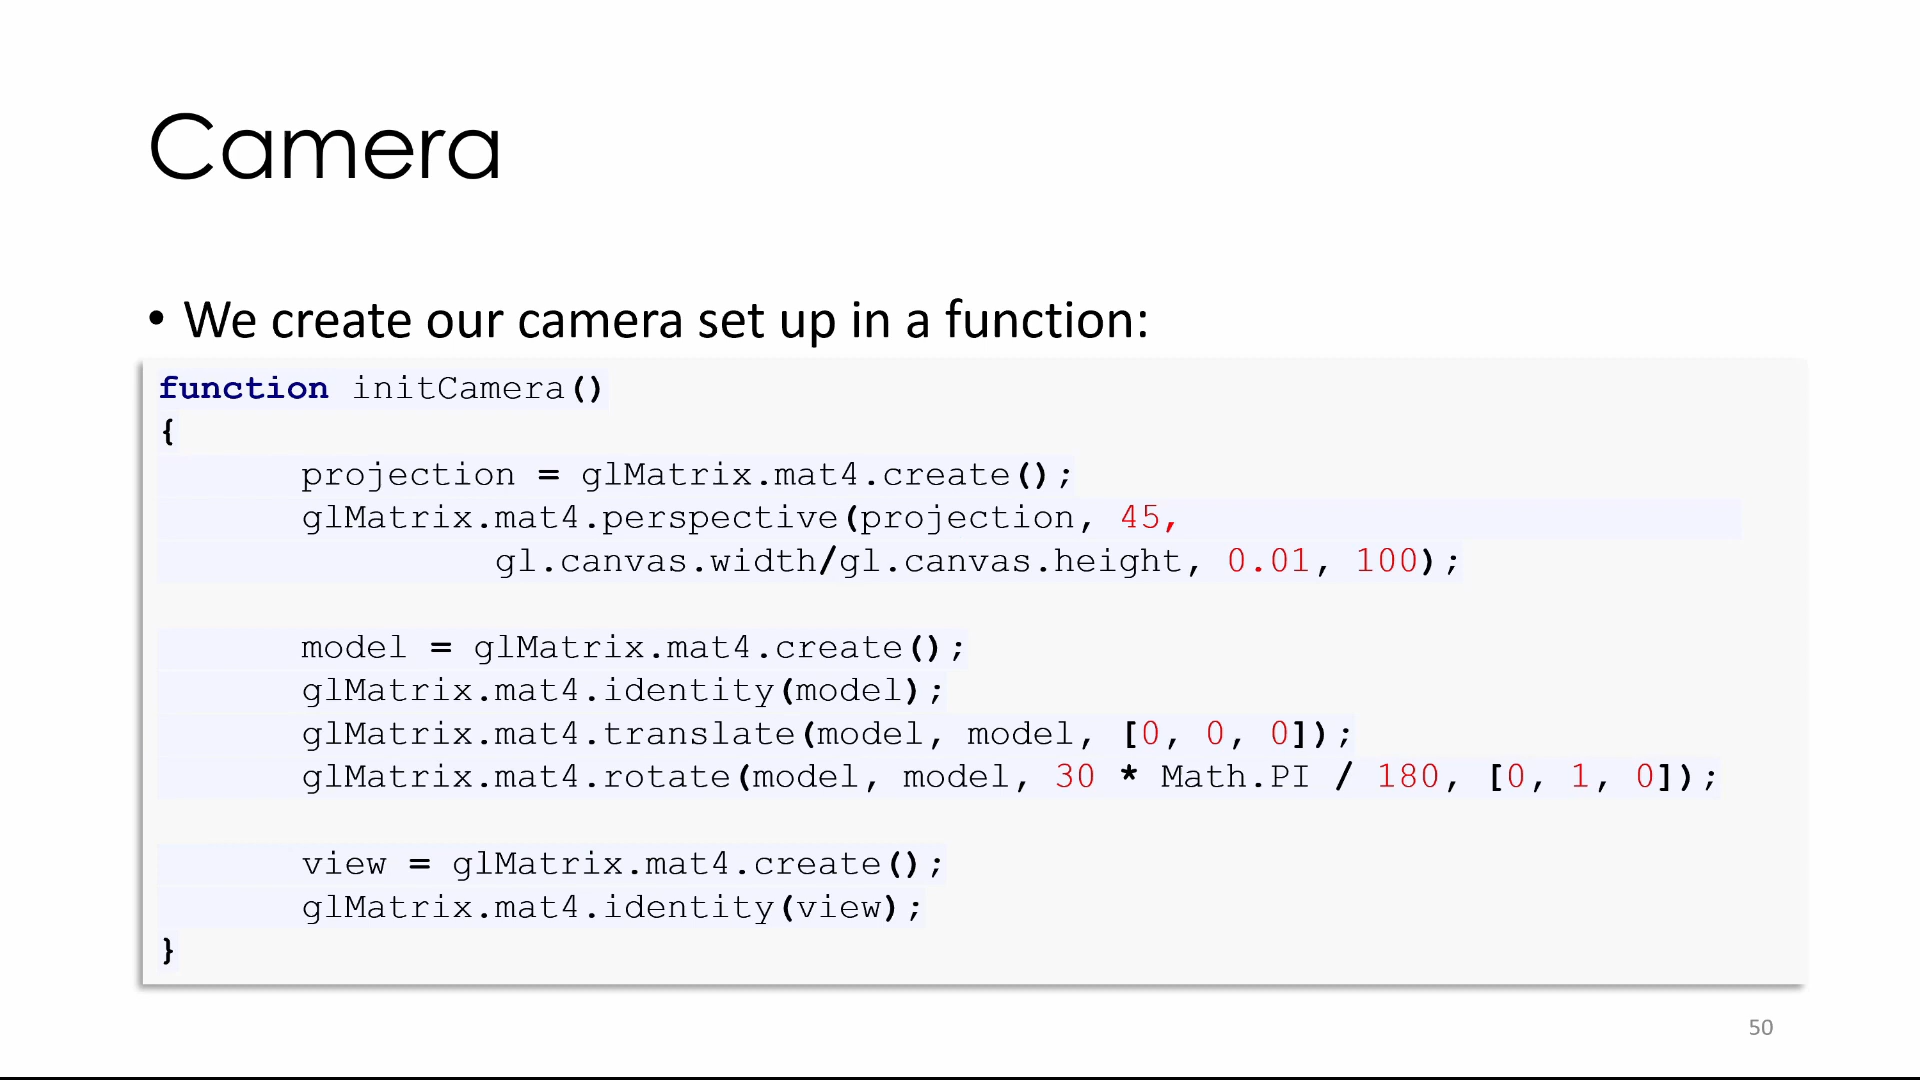 Camera
• We create our camera set up in a function:
function initCamera()
{
projection = glMatrix.mat4.create();
glMatrix.mat4.perspective(projection, 45,
gl.canvas.width/gl.canvas.height, 0.01, 100);
model = glMatrix.mat4.create();
glMatrix.mat4.identity(model);
glMatrix.mat4.translate(model, model, [0, 0, 0]);
glMatrix.mat4.rotate(model, model, 30 * Math.PI / 180, [0, 1, 0]);
view = glMatrix.mat4.create();
glMatrix.mat4.identity(view);
}
50